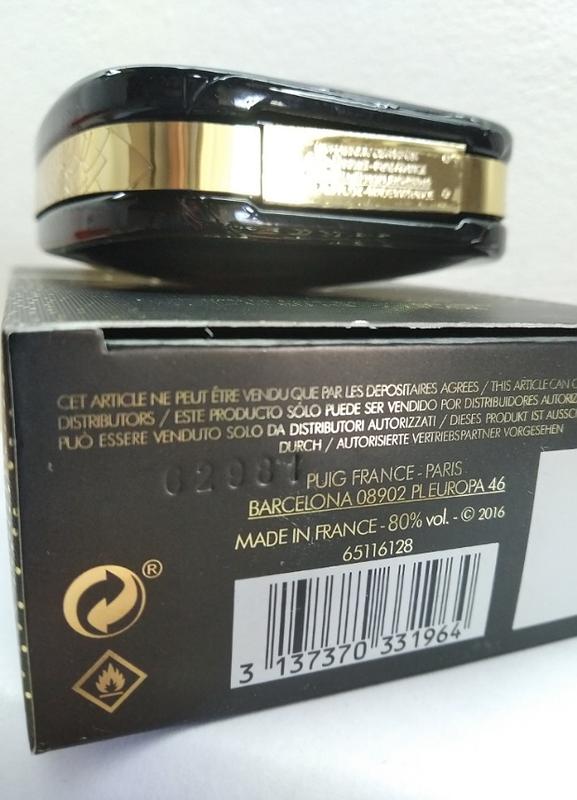 CET ARTICLE NE PEUT ÊTRE VENDU QUE PAR LES DEPOSITAIRES AGREES / THIS ARTICLE CAN
DISTRIBUTORS / ESTE PRODUCTO SÓLO PUEDE SER VENDIDO POR DISTRIBUIDORES
PUÒ ESSERE VENDUTO SOLO DA DISTRIBUTORI AUTORIZZATI / DIESES PRODUKT IST
DURCH / AUTORISIERTE VERTRIEBSPARTNER VORGESEHEN
PUIG FRANCE - PARIS
BARCELONA 08902 PL EUROPA 46
MADE IN FRANCE - 80% vol. - © 2016
65116128
®
3 137370 331964